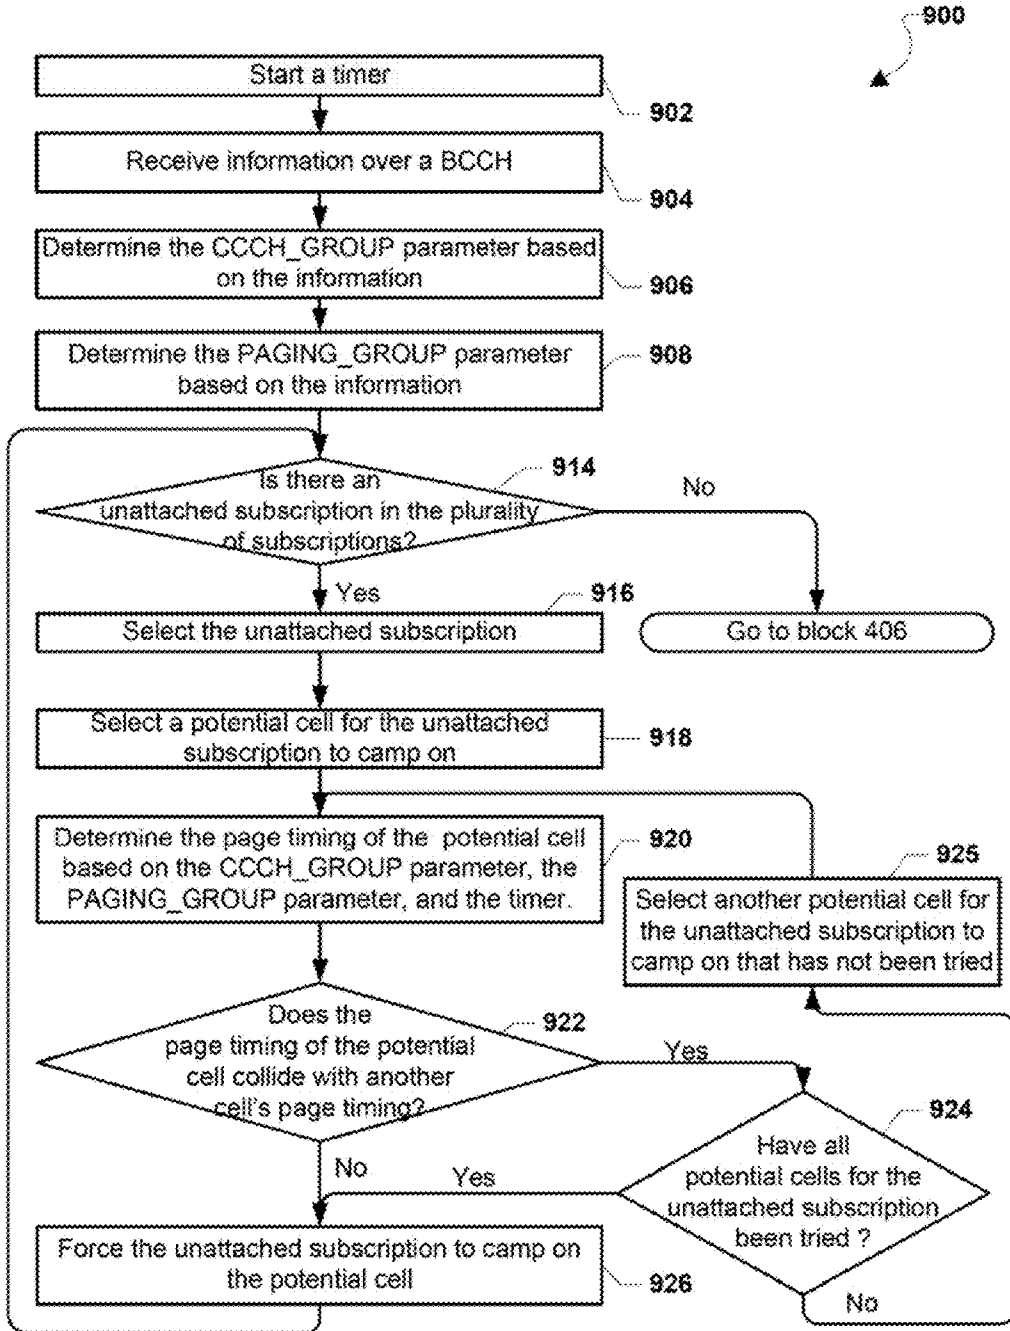 900
Start a timer
902
Receive information over a BCCH
904
Determine the CCCH_GROUP parameter based
on the information
906
Determine the PAGING_GROUP parameter
based on the information
908
Is there an
unattached subscription in the plurality
of subscriptions?
914
No
Yes
916
Select the unattached subscription
Go to block 406
Select a potential cell for the unattached
subscription to camp on
918
Determine the page timing of the potential cell
based on the CCCH_GROUP parameter, the
PAGING_GROUP parameter, and the timer.
920
925
Select another potential cell for
the unattached subscription to
camp on that has not been tried
Does the
page timing of the potential
cell collide with another
cell's page timing?
922
Yes
924
Have all
potential cells for the
unattached subscription
been tried ?
No
Yes
Force the unattached subscription to camp on
the potential cell
926
No